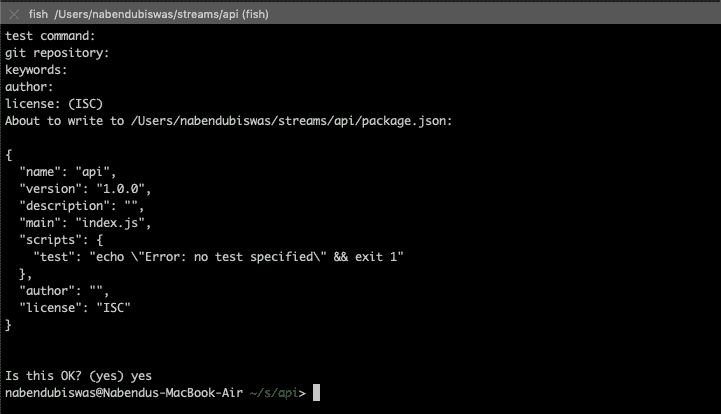 fish /Users/nabendubiswas/streams/api (fish)
test command:
git repository:
keywords:
author:
license: (ISC)
About to write to /Users/nabendubiswas/streams/api/package.json:
{
  "name": "api",
  "version": "1.0.0",
  "description": "",
  "main": "index.js",
  "scripts": {
    "test": "echo \"Error: no test specified\" && exit 1"
  },
  "author": "",
  "license": "ISC"
}
Is this OK? (yes) yes
nabendubiswas@Nabendus-MacBook-Air ~/s/api>